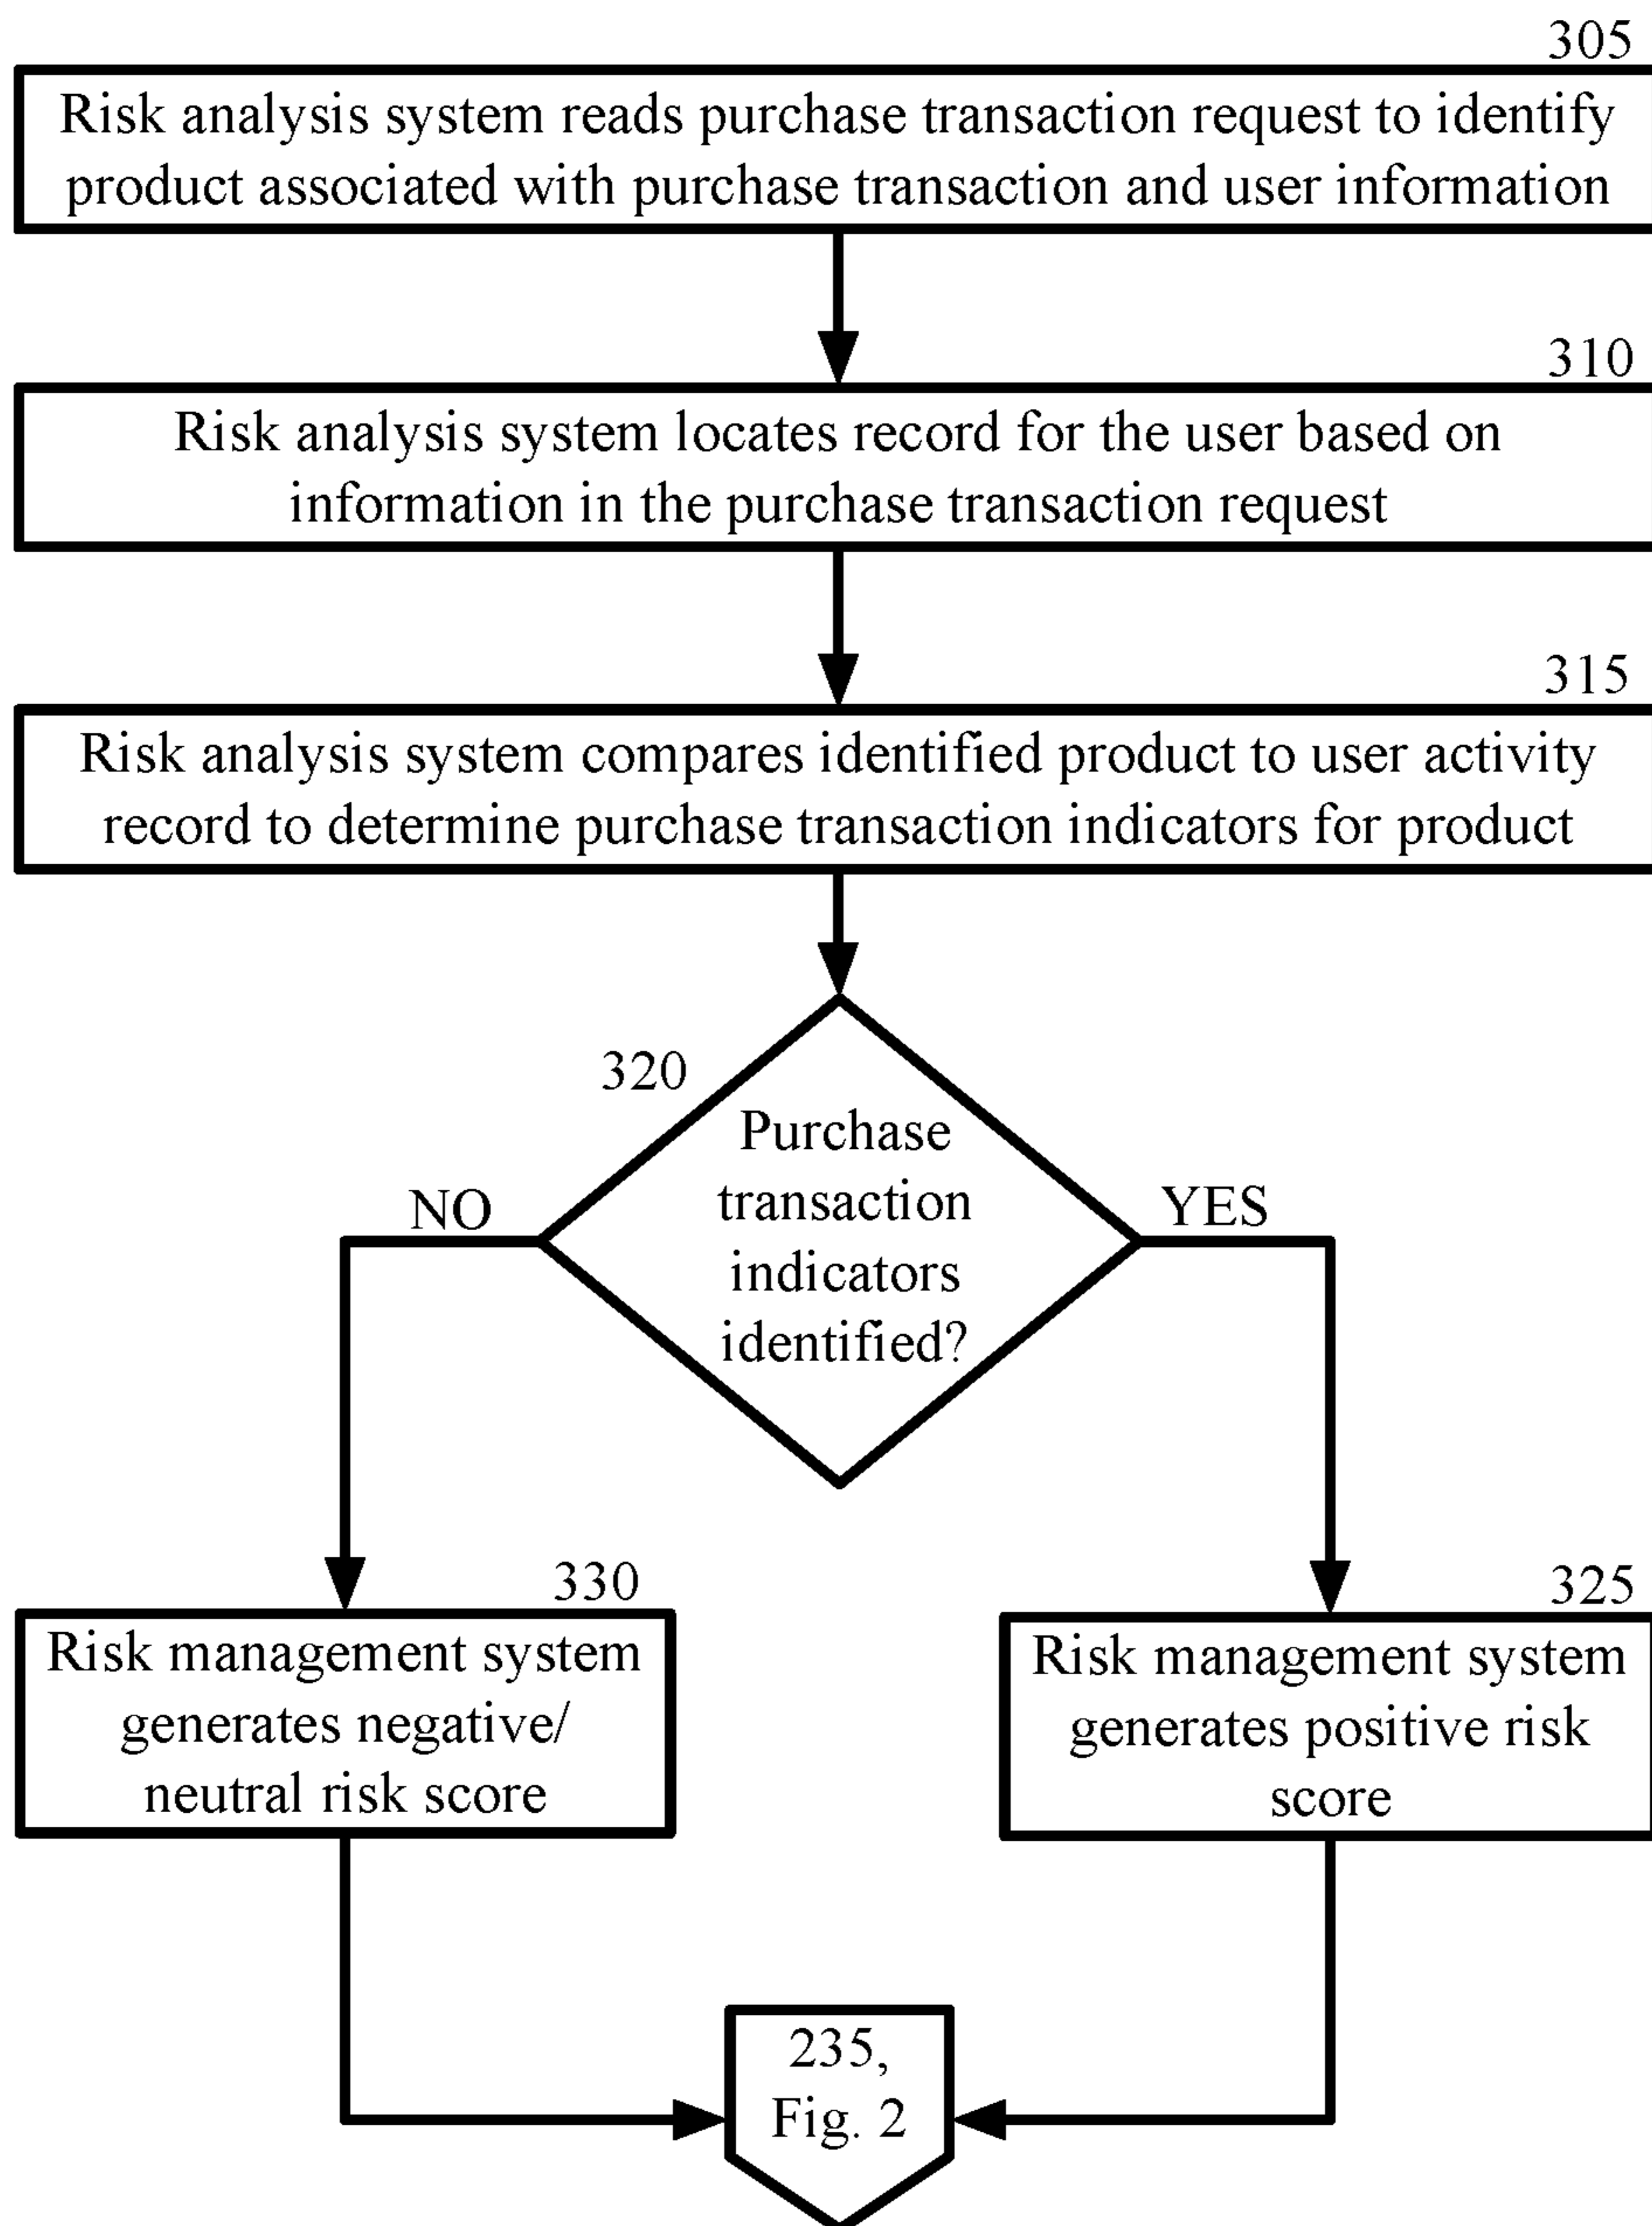 305
Risk analysis system reads purchase transaction request to identify
product associated with purchase transaction and user information
310
Risk analysis system locates record for the user based on
information in the purchase transaction request
315
Risk analysis system compares identified product to user activity
record to determine purchase transaction indicators for product
320
Purchase
transaction
indicators
identified?
NO
YES
330
Risk management system
generates negative/
neutral risk score
325
Risk management system
generates positive risk
score
235,
Fig. 2